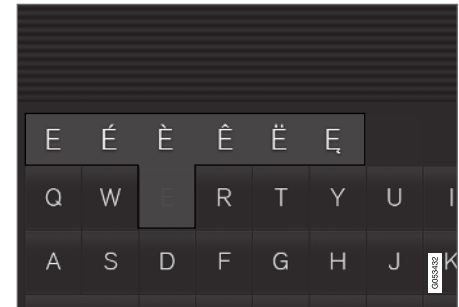 E É È Ê Ë Ę
Q W E R T Y U I
A S D F G H J K
G053432